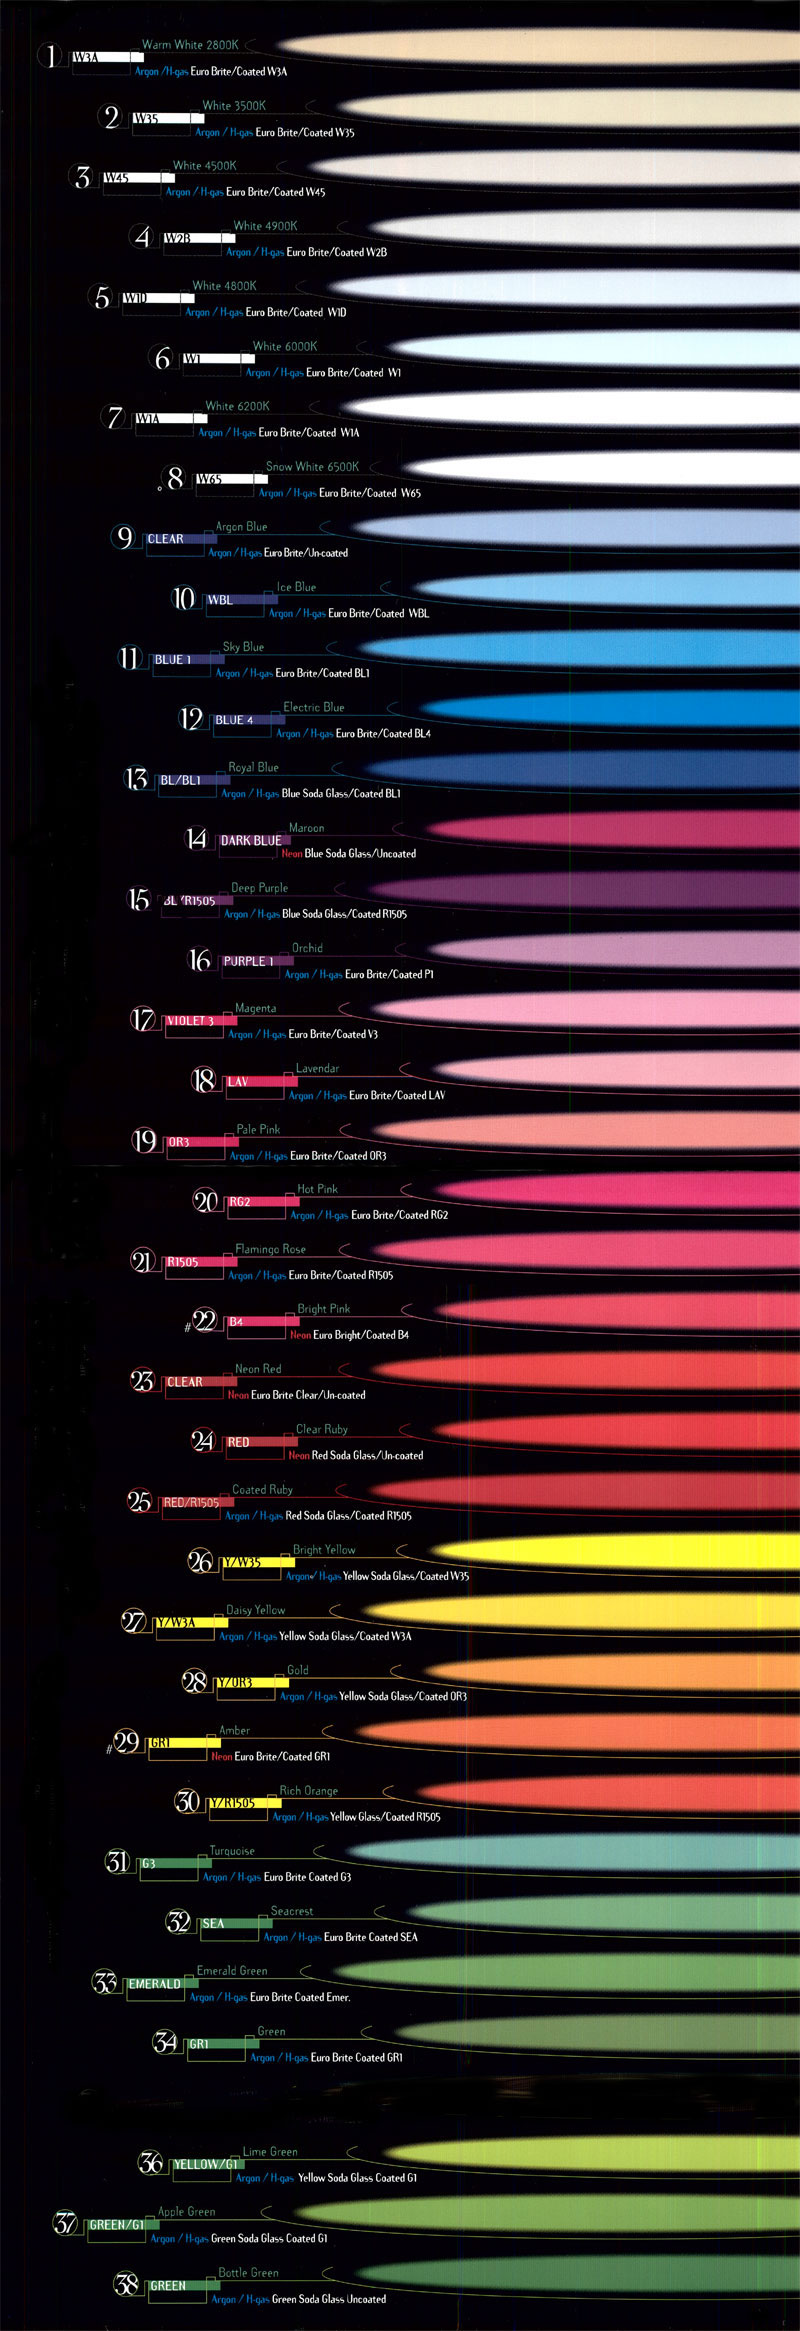 1 W3A Warm White 2800K
Argon /H-gas Euro Brite/Coated W3A
2 W35 White 3500K
Argon / H-gas Euro Brite/Coated W35
3 W45 White 4500K
Argon / H-gas Euro Brite/Coated W45
4 W2B White 4900K
Argon / H-gas Euro Brite/Coated W2B
5 W1D White 4800K
Argon / H-gas Euro Brite/Coated W1D
6 W1 White 6000K
Argon / H-gas Euro Brite/Coated W1
7 W1A White 6200K
Argon / H-gas Euro Brite/Coated W1A
8 W65 Snow White 6500K
Argon / H-gas Euro Brite/Coated W65
9 CLEAR Argon Blue
Argon / H-gas Euro Brite/Un-coated
10 WBL Ice Blue
Argon / H-gas Euro Brite/Coated WBL
11 BLUE 1 Sky Blue
Argon / H-gas Euro Brite/Coated BL1
12 BLUE 4 Electric Blue
Argon / H-gas Euro Brite/Coated BL4
13 BL/BL1 Royal Blue
Argon / H-gas Blue Soda Glass/Coated BL1
14 DARK BLUE Maroon
Neon Blue Soda Glass/Uncoated
15 BL/R1505 Deep Purple
Argon / H-gas Blue Soda Glass/Coated R1505
16 PURPLE 1 Orchid
Argon / H-gas Euro Brite/Coated P1
17 VIOLET 3 Magenta
Argon / H-gas Euro Brite/Coated V3
18 LAV Lavendar
Argon / H-gas Euro Brite/Coated LAV
19 OR3 Pale Pink
Argon / H-gas Euro Brite/Coated OR3
20 RG2 Hot Pink
Argon / H-gas Euro Brite/Coated RG2
21 R1505 Flamingo Rose
Argon / H-gas Euro Brite/Coated R1505
#22 B4 Bright Pink
Neon Euro Bright/Coated B4
23 CLEAR Neon Red
Neon Euro Brite Clear/Un-coated
24 RED Clear Ruby
Neon Red Soda Glass/Un-coated
25 RED/R1505 Coated Ruby
Argon / H-gas Red Soda Glass/Coated R1505
26 Y/W35 Bright Yellow
Argon/ H-gas Yellow Soda Glass/Coated W35
27 Y/W3A Daisy Yellow
Argon / H-gas Yellow Soda Glass/Coated W3A
28 Y/OR3 Gold
Argon / H-gas Yellow Soda Glass/Coated OR3
#29 GR1 Amber
Neon Euro Brite/Coated GR1
30 Y/R1505 Rich Orange
Argon / H-gas Yellow Glass/Coated R1505
31 G3 Turquoise
Argon / H-gas Euro Brite Coated G3
32 SEA Seacrest
Argon / H-gas Euro Brite Coated SEA
33 EMERALD Emerald Green
Argon / H-gas Euro Brite Coated Emer.
34 GR1 Green
Argon / H-gas Euro Brite Coated GR1
36 YELLOW/G1 Lime Green
Argon / H-gas Yellow Soda Glass Coated G1
37 GREEN/G1 Apple Green
Argon / H-gas Green Soda Glass Coated G1
38 GREEN Bottle Green
Argon / H-gas Green Soda Glass Uncoated